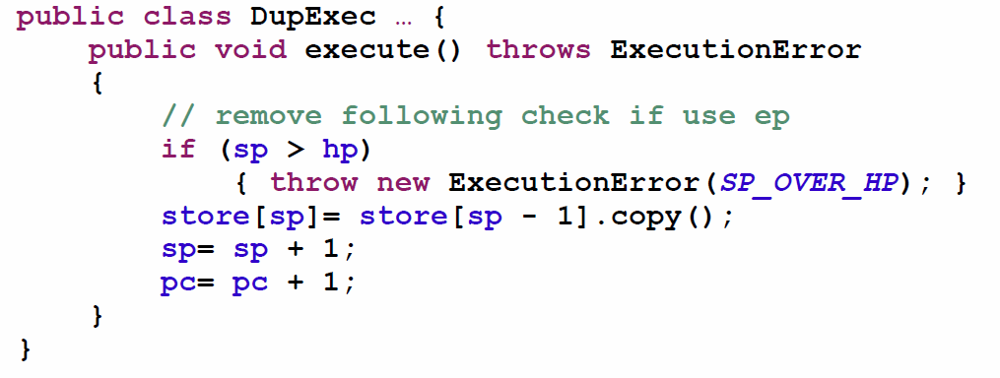 public class DupExec … {
    public void execute() throws ExecutionError
    {
        // remove following check if use ep
        if (sp > hp)
            { throw new ExecutionError(SP_OVER_HP); }
        store[sp]= store[sp - 1].copy();
        sp= sp + 1;
        pc= pc + 1;
    }
}